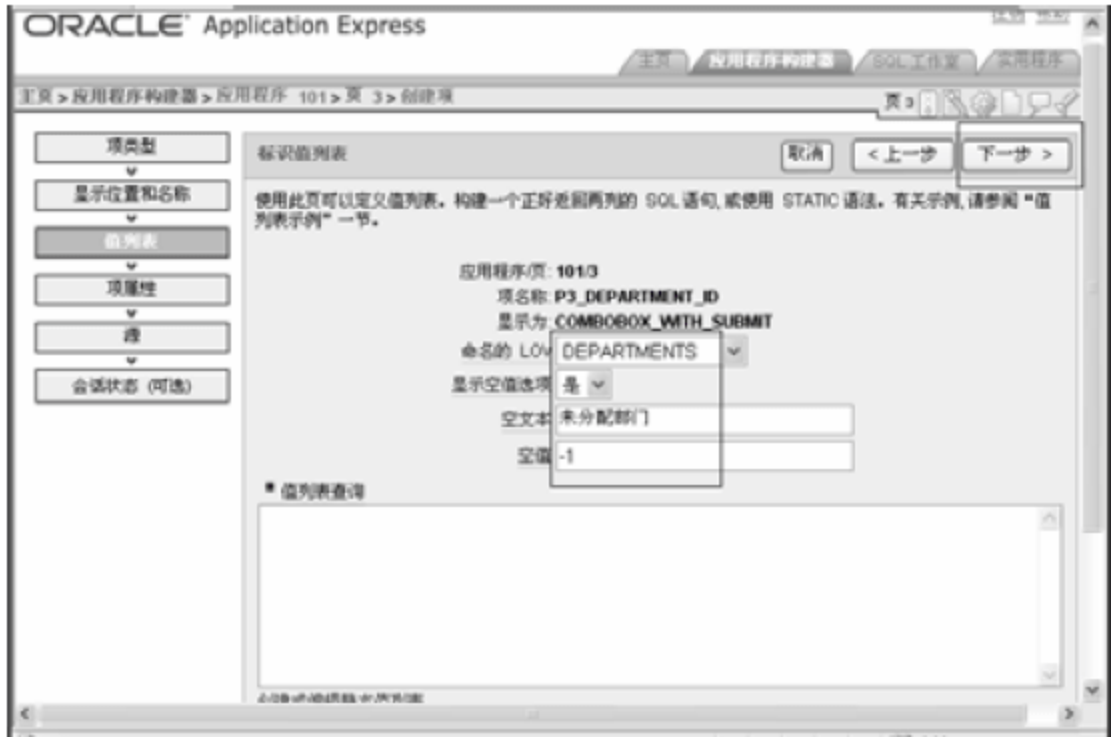 ORACLE Application Express
注销 帮助
主页 应用程序构建器 SQL 工作室 实用程序
主页 > 应用程序构建器 > 应用程序 101 > 页 3 > 创建项
页 3
项类型
显示位置和名称
值列表
项属性
源
会话状态 (可选)
标识值列表
取消
< 上一步
下一步 >
使用此页可以定义值列表。构建一个正好返回两列的 SQL 语句, 或使用 STATIC 语法。有关示例, 请参阅 "值
列表示例" 一节。
应用程序/页: 101/3
项名称: P3_DEPARTMENT_ID
显示为: COMBOBOX_WITH_SUBMIT
命名的 LOV DEPARTMENTS
显示空值选项 是
空文本 未分配部门
空值 -1
* 值列表查询